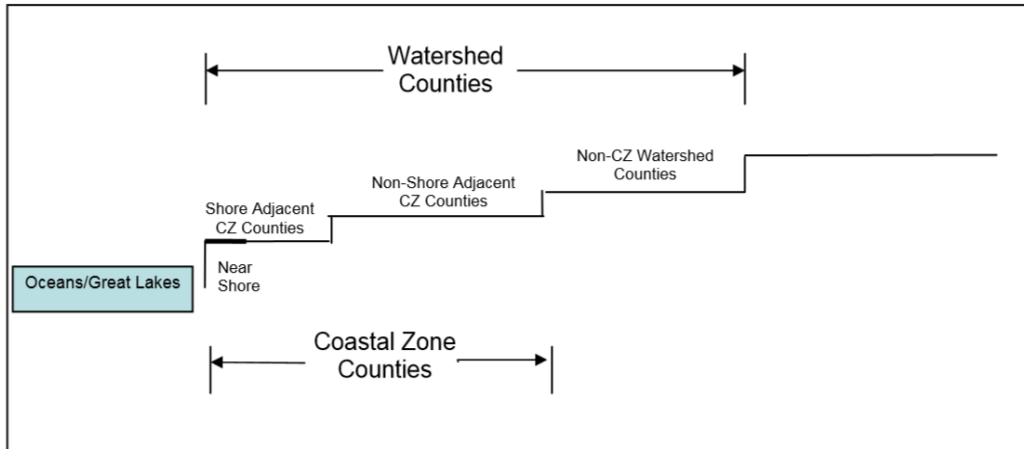 Watershed
Counties
Non-CZ Watershed
Counties
Non-Shore Adjacent
CZ Counties
Shore Adjacent
CZ Counties
Near
Shore
Oceans/Great Lakes
Coastal Zone
Counties